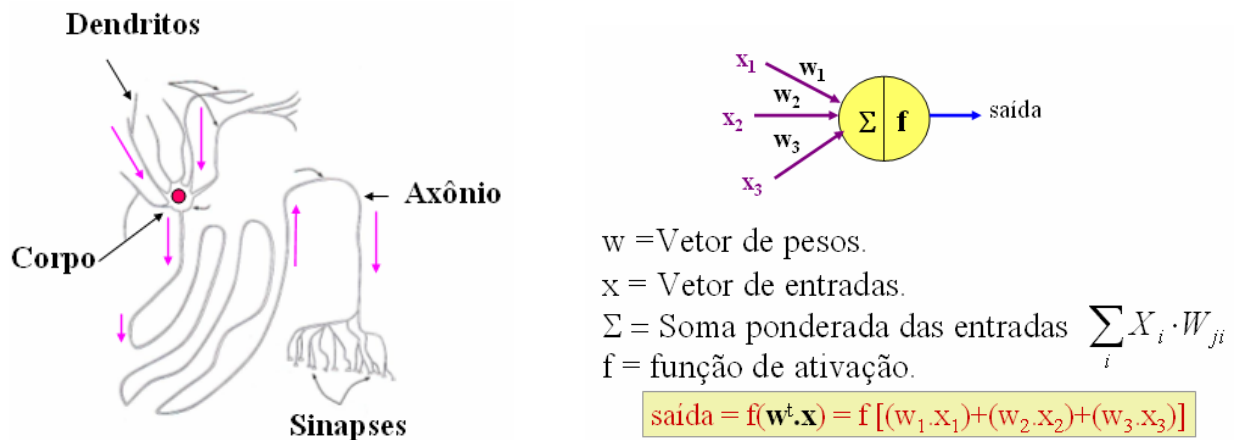 Dendritos
Axônio
Corpo
Sinapses
x1
w1
w2
x2
w3
x3
Σ f
saída
w =Vetor de pesos.
x = Vetor de entradas.
Σ = Soma ponderada das entradas ∑i Xi · Wji
f = função de ativação.
saída = f(wᵗ.x) = f [(w1.x1)+(w2.x2)+(w3.x3)]